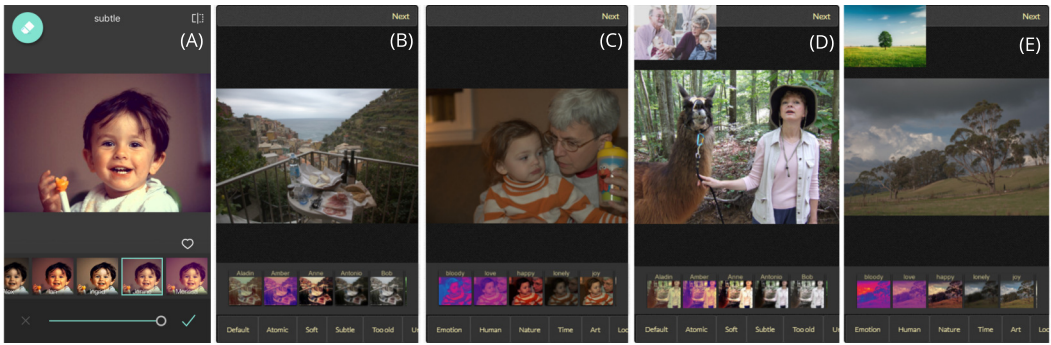 subtle
(A)
Ingrid
Next
(B)
Aladin Amber Anne Antonio Bob
Default Atomic Soft Subtle Too old
Next
(C)
bloody love happy lonely joy
Emotion Human Nature Time Art
Next
(D)
Aladin Amber Anne Antonio Bob
Default Atomic Soft Subtle Too old
Next
(E)
bloody love happy lonely joy
Emotion Human Nature Time Art